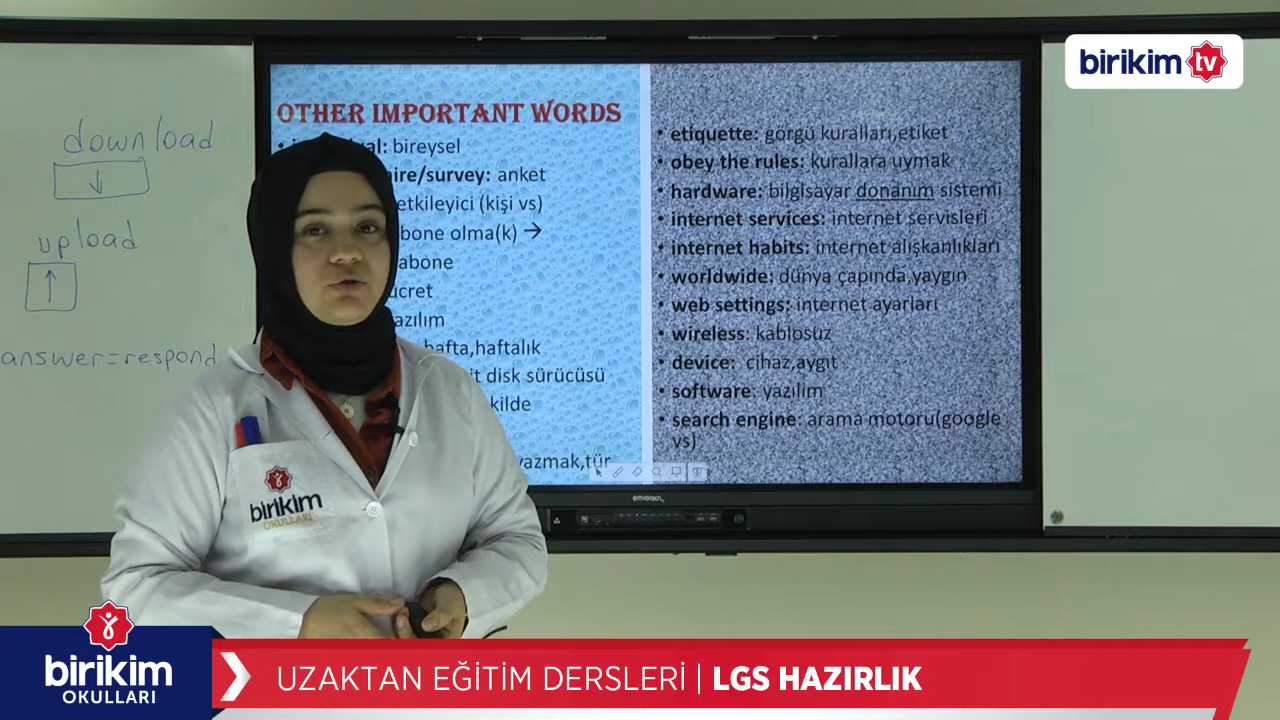 birikim tv
download
upload
answer=respond
OTHER IMPORTANT WORDS
bireysel
aire/survey: anket
etkileyici (kişi vs)
bone olma(k) →
abone
ücret
azılım
hafta,haftalık
it disk sürücüsü
kilde
yazmak,tür
• etiquette: görgü kuralları,etiket
• obey the rules: kurallara uymak
• hardware: bilgisayar donanım sistemi
• internet services: internet servisleri
• internet habits: internet alışkanlıkları
• worldwide: dünya çapında,yaygın
• web settings: internet ayarları
• wireless: kablosuz
• device: cihaz,aygıt
• software: yazılım
• search engine: arama motoru(google
vs)
birikim
OKULLARI
birikim
OKULLARI
UZAKTAN EĞİTİM DERSLERİ | LGS HAZIRLIK